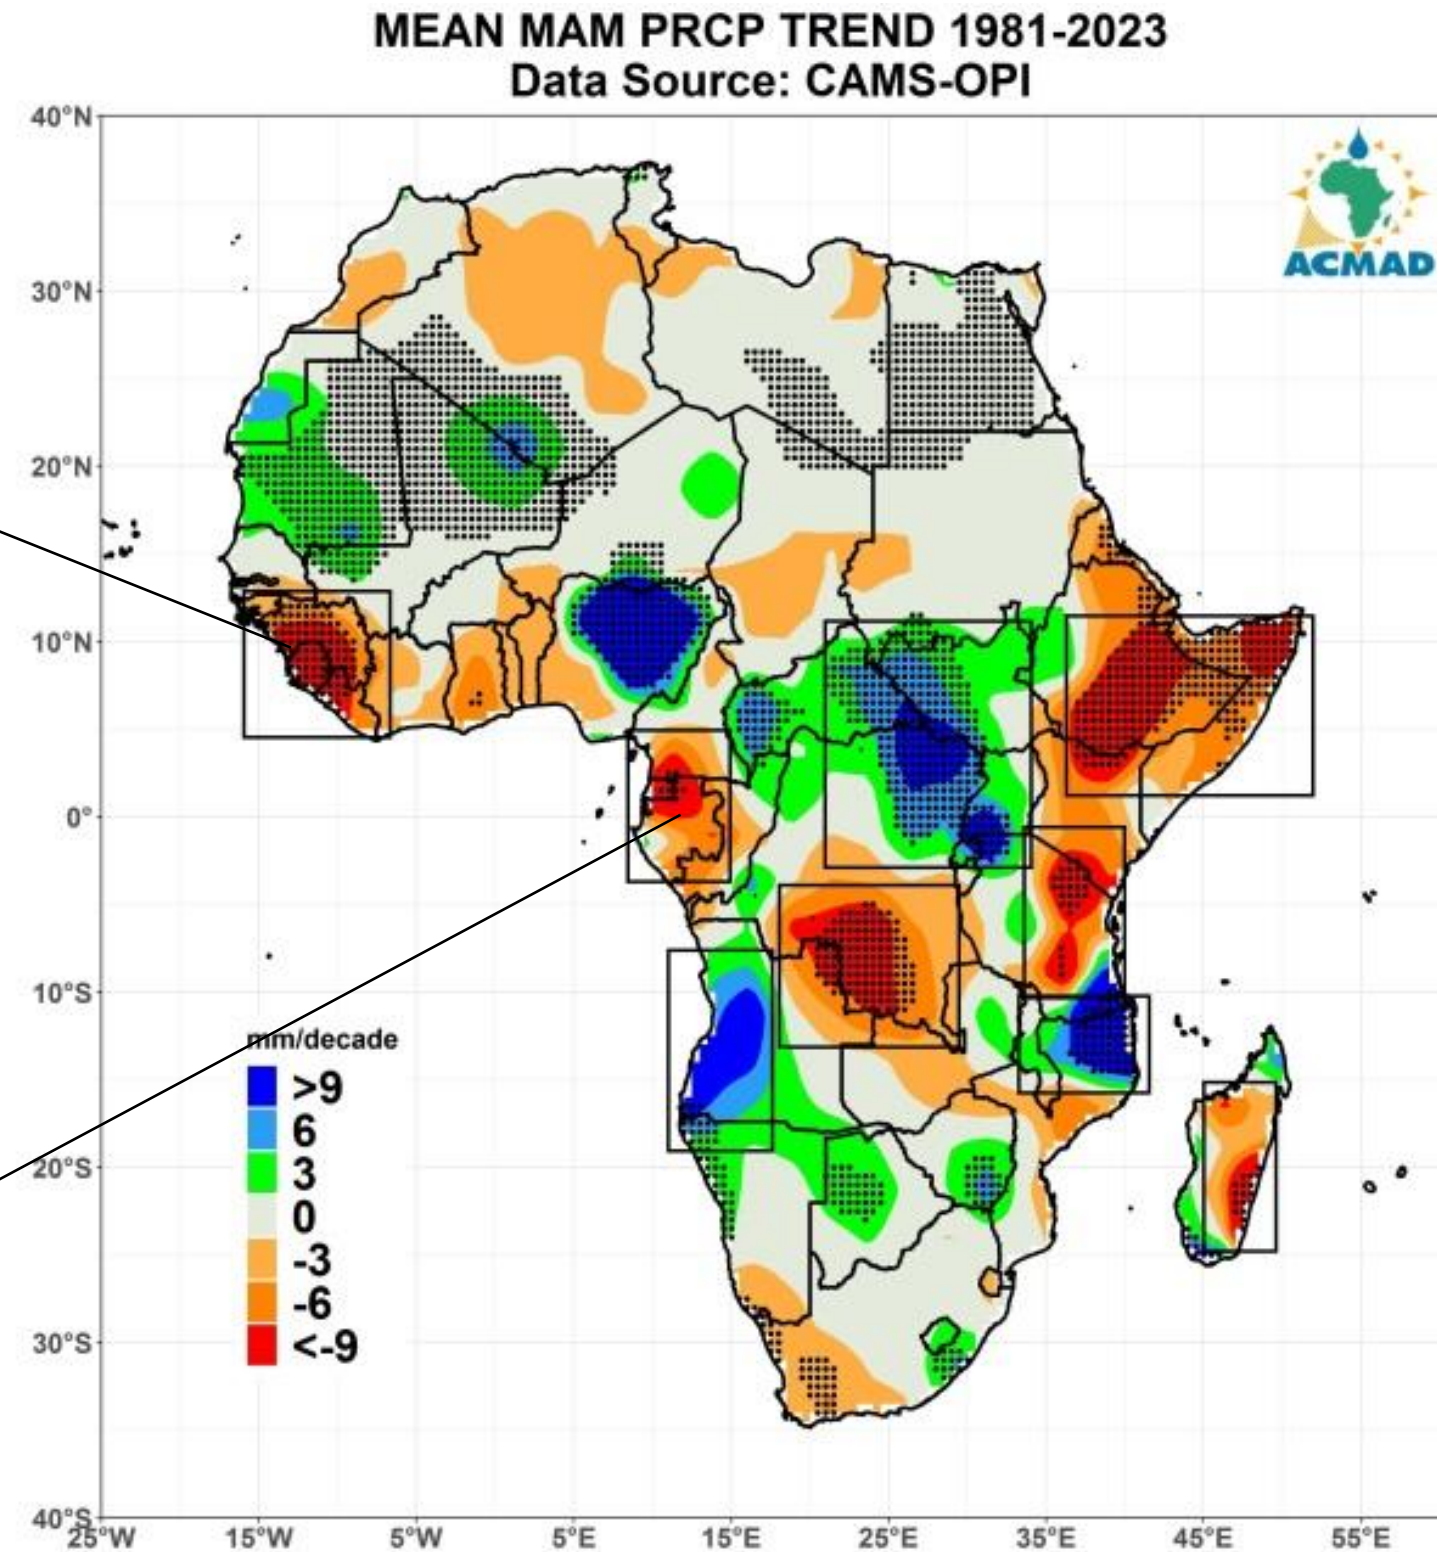 MEAN MAM PRCP TREND 1981-2023
Data Source: CAMS-OPI
40°N
ACMAD
30°N
20°N
10°N
0°
10°S
mm/decade
>9
6
3
20°S
0
-3
-6
30°S
<-9
40°S
25°W 15°W 5°W 5°E 15°E 25°E 35°E 45°E 55°E